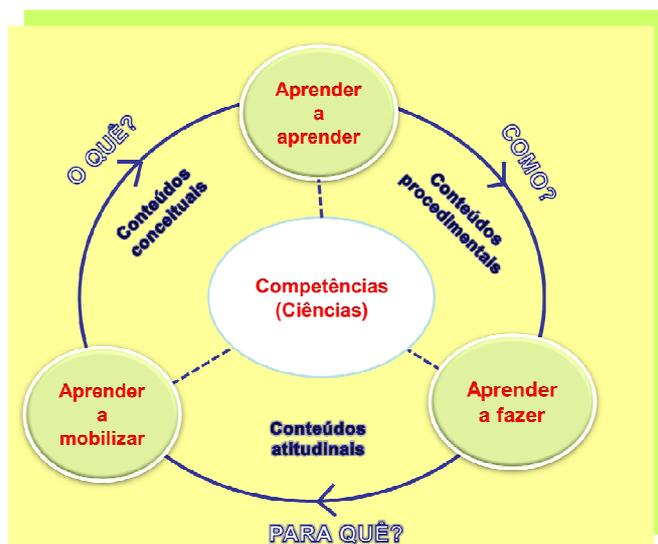 Aprender
a
aprender
O QUÊ?
COMO?
Conteúdos
conceituais
Conteúdos
procedimentais
Competências
(Ciências)
Aprender
a
mobilizar
Aprender
a fazer
Conteúdos
atitudinais
PARA QUÊ?